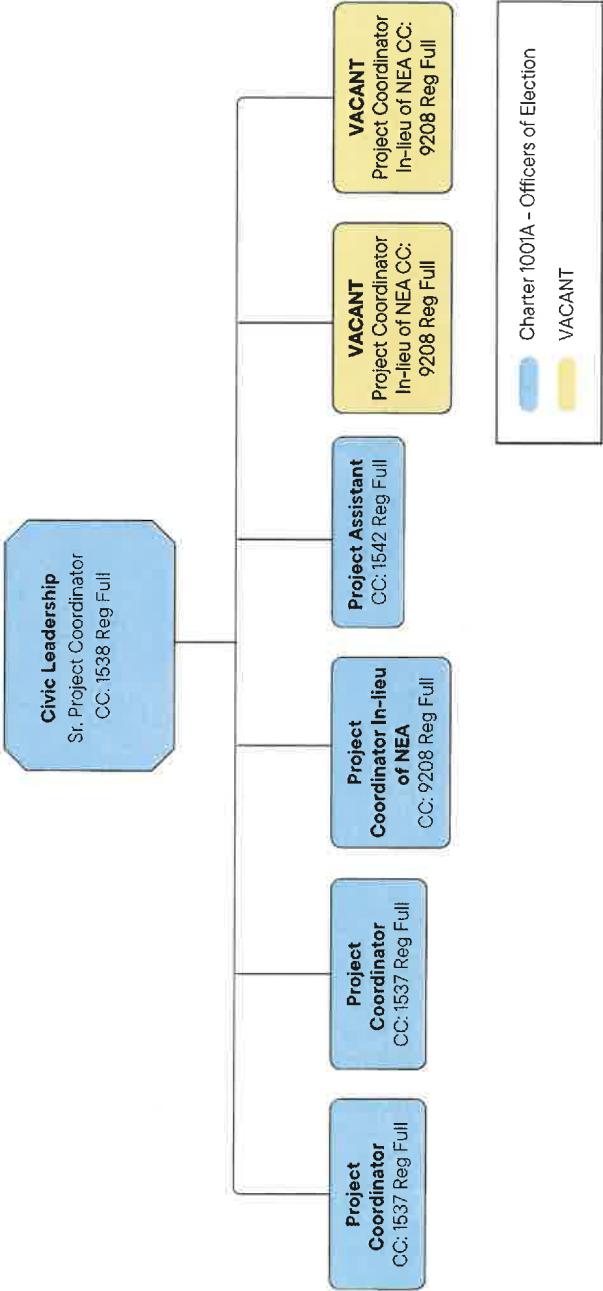 Civic Leadership
Sr. Project Coordinator
CC: 1538 Reg Full
Project
Coordinator
CC: 1537 Reg Full
Project
Coordinator
CC: 1537 Reg Full
Project
Coordinator In-lieu
of NEA
CC: 9208 Reg Full
Project Assistant
CC: 1542 Reg Full
VACANT
Project Coordinator
In-lieu of NEA CC:
9208 Reg Full
VACANT
Project Coordinator
In-lieu of NEA CC:
9208 Reg Full
Charter 1001A - Officers of Election
VACANT